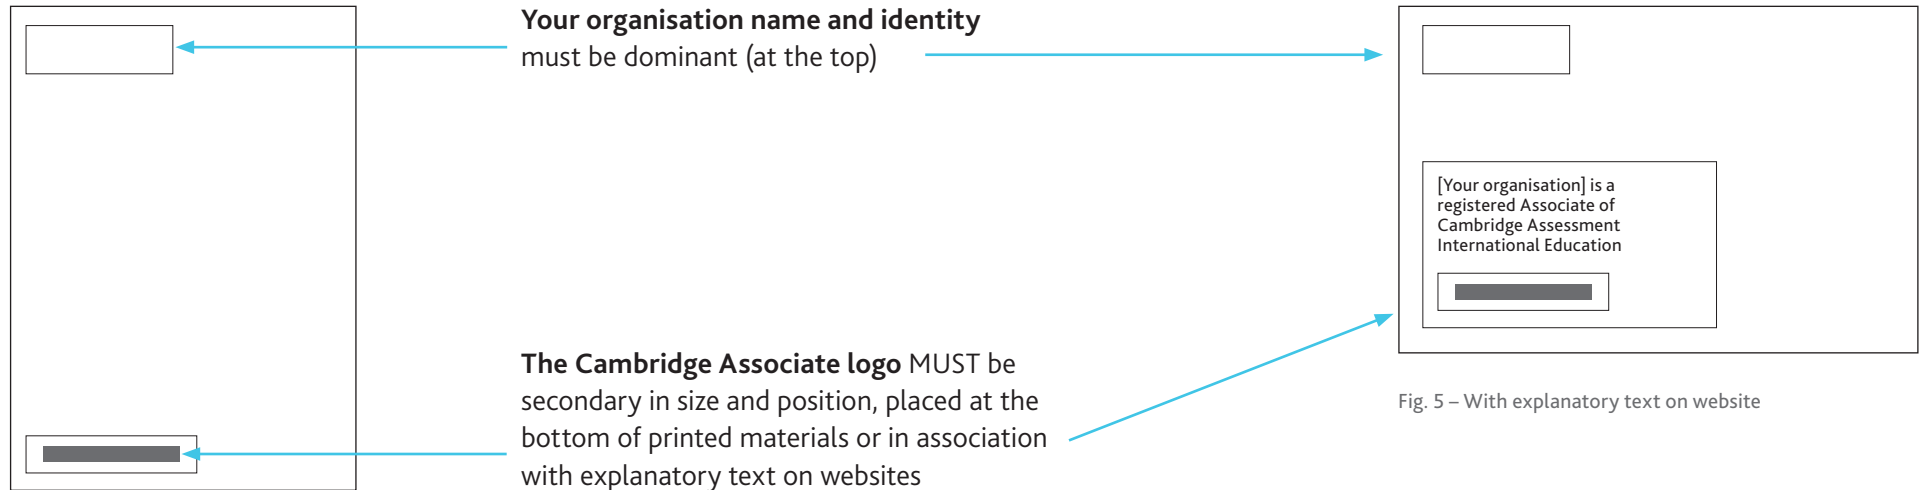 Your organisation name and identity
must be dominant (at the top)
[Your organisation] is a
registered Associate of
Cambridge Assessment
International Education
The Cambridge Associate logo MUST be
secondary in size and position, placed at the
bottom of printed materials or in association
with explanatory text on websites
Fig. 5 – With explanatory text on website